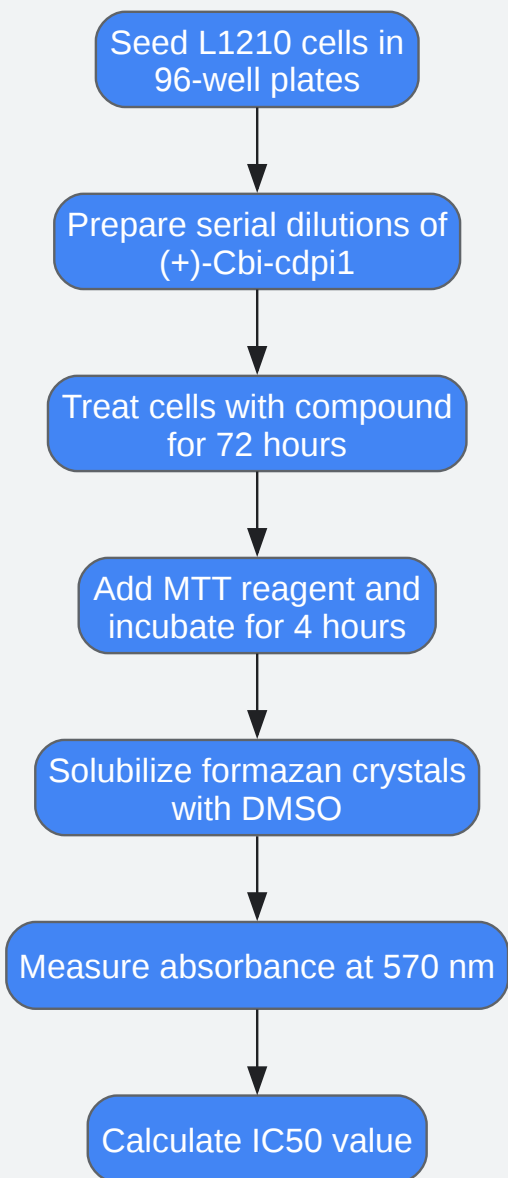 Seed L1210 cells in
96-well plates
Prepare serial dilutions of
(+)-Cbi-cdpi1
Treat cells with compound
for 72 hours
Add MTT reagent and
incubate for 4 hours
Solubilize formazan crystals
with DMSO
Measure absorbance at 570 nm
Calculate IC50 value